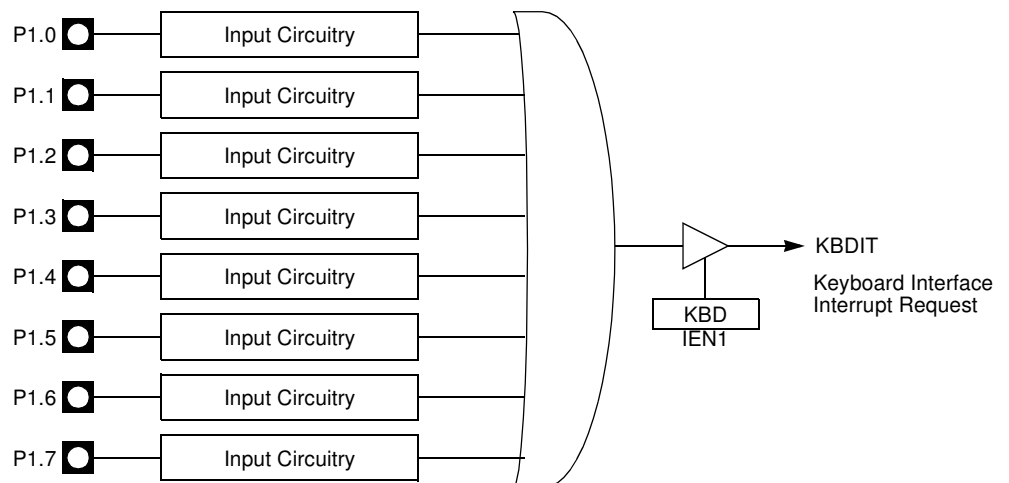 P1.0 Input Circuitry
P1.1 Input Circuitry
P1.2 Input Circuitry
P1.3 Input Circuitry
P1.4 Input Circuitry
P1.5 Input Circuitry
P1.6 Input Circuitry
P1.7 Input Circuitry
KBDIT
Keyboard Interface
Interrupt Request
KBD
IEN1